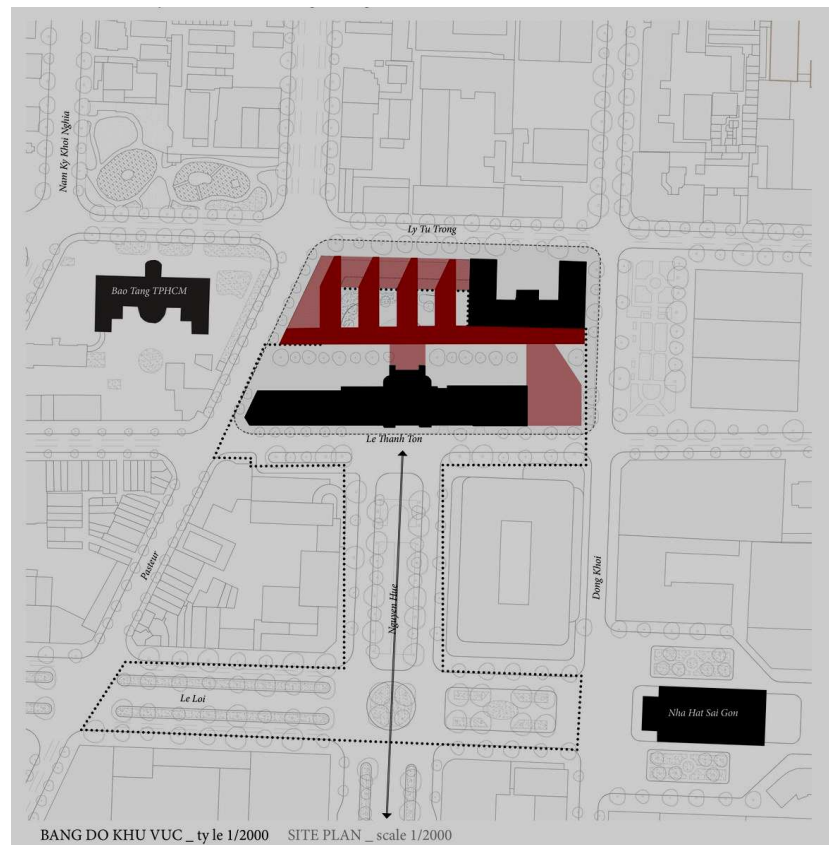 Nam Ky Khoi Nghia
Ly Tu Trong
Bao Tang TPHCM
Le Thanh Ton
Pasteur
Nguyen Hue
Dong Khoi
Le Loi
Nha Hat Sai Gon
BANG DO KHU VUC _ ty le 1/2000 SITE PLAN _ scale 1/2000